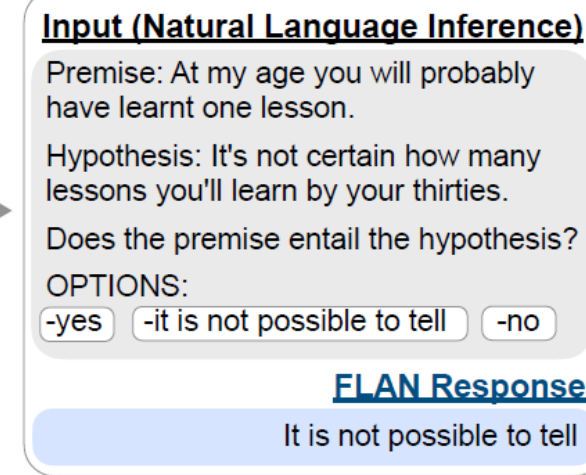 Input (Natural Language Inference)
Premise: At my age you will probably
have learnt one lesson.
Hypothesis: It's not certain how many
lessons you'll learn by your thirties.
Does the premise entail the hypothesis?
OPTIONS:
-yes -it is not possible to tell -no
FLAN Response
It is not possible to tell